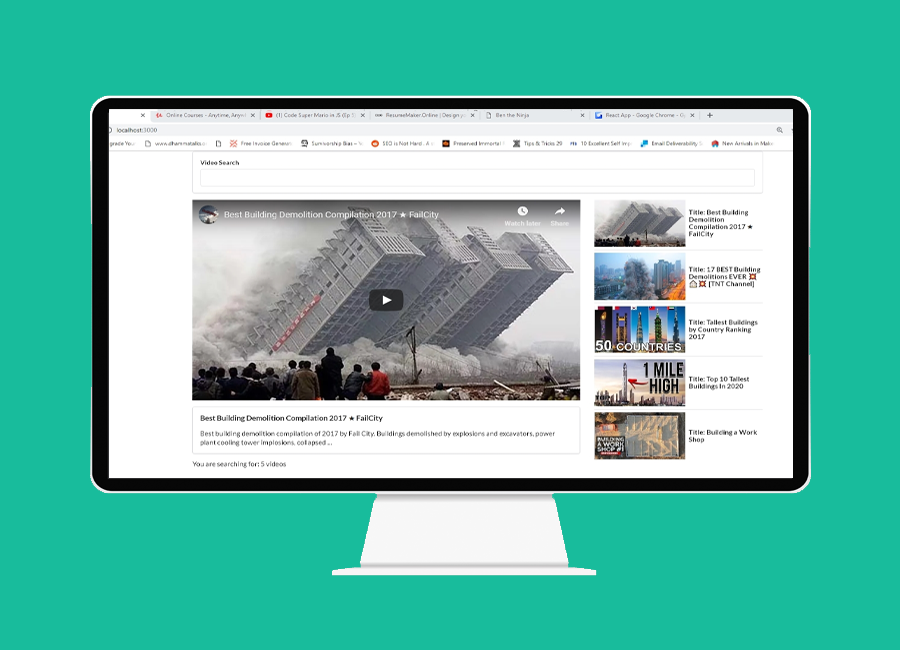 Online Courses - Anytime, Anyw
(1) Code Super Mario in JS (Ep
ResumeMaker.Online | Design y
Ben the Ninja
React App - Google Chrome -
localhost:3000
grade You
www.dhammatalks.
Free Invoice Genera
Survivorship Bias –
SEO is Not Hard . A
Preserved Immortal
Tips & Tricks 29
10 Excellent Self Imp
Email Deliverability
New Arrivals in
Video Search
Best Building Demolition Compilation 2017 ★ FailCity
Watch later
Share
Best Building Demolition Compilation 2017 ★ FailCity
Best building demolition compilation of 2017 by Fail City. Buildings demolished by explosions and excavators, power
plant cooling tower implosions, collapsed ...
You are searching for: 5 videos
Title: Best Building
Demolition
Compilation 2017 ★
FailCity
Title: 17 BEST Building
Demolitions EVER 💥
🏠 💥 [TNT Channel]
50 COUNTRIES
Title: Tallest Buildings
by Country Ranking
2017
1 MILE
HIGH
Title: Top 10 Tallest
Buildings In 2020
BUILDING
A WORK
SHOP #1
Title: Building a Work
Shop